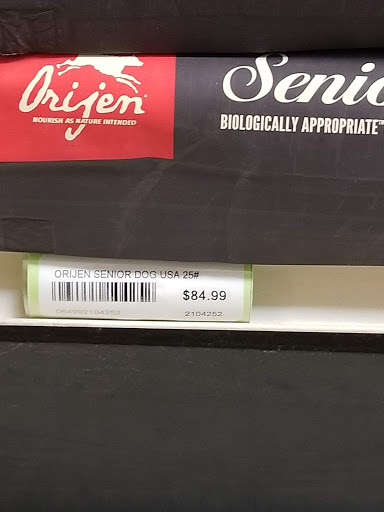 Orijen
NOURISH AS NATURE INTENDED
Senio
BIOLOGICALLY APPROPRIATE™
ORIJEN SENIOR DOG USA 25#
$84.99
2104252